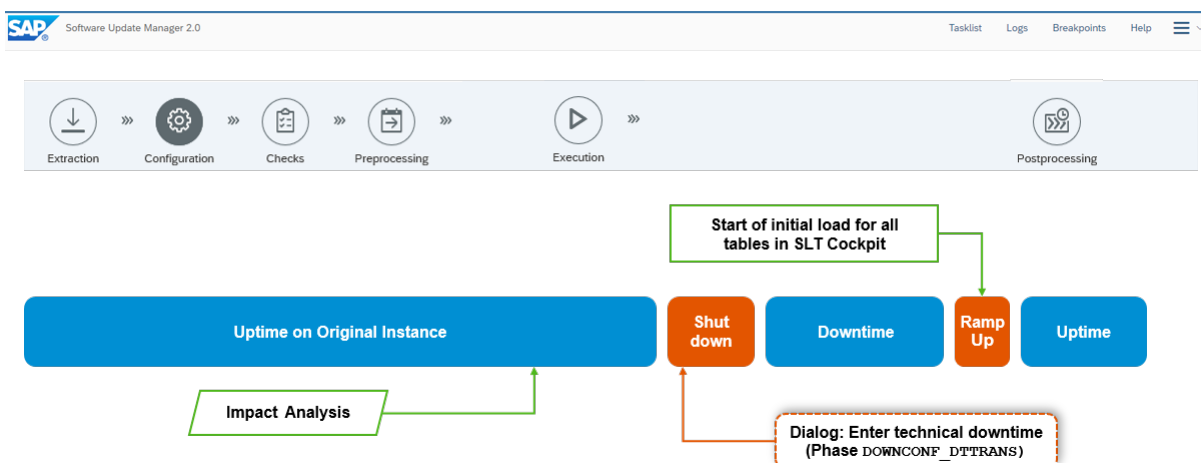 SAP
Software Update Manager 2.0
Tasklist
Logs
Breakpoints
Help
Extraction
Configuration
Checks
Preprocessing
Execution
Postprocessing
Start of initial load for all
tables in SLT Cockpit
Uptime on Original Instance
Shut
down
Downtime
Ramp
Up
Uptime
Impact Analysis
Dialog: Enter technical downtime
(Phase DOWNCONF_DTTRANS)